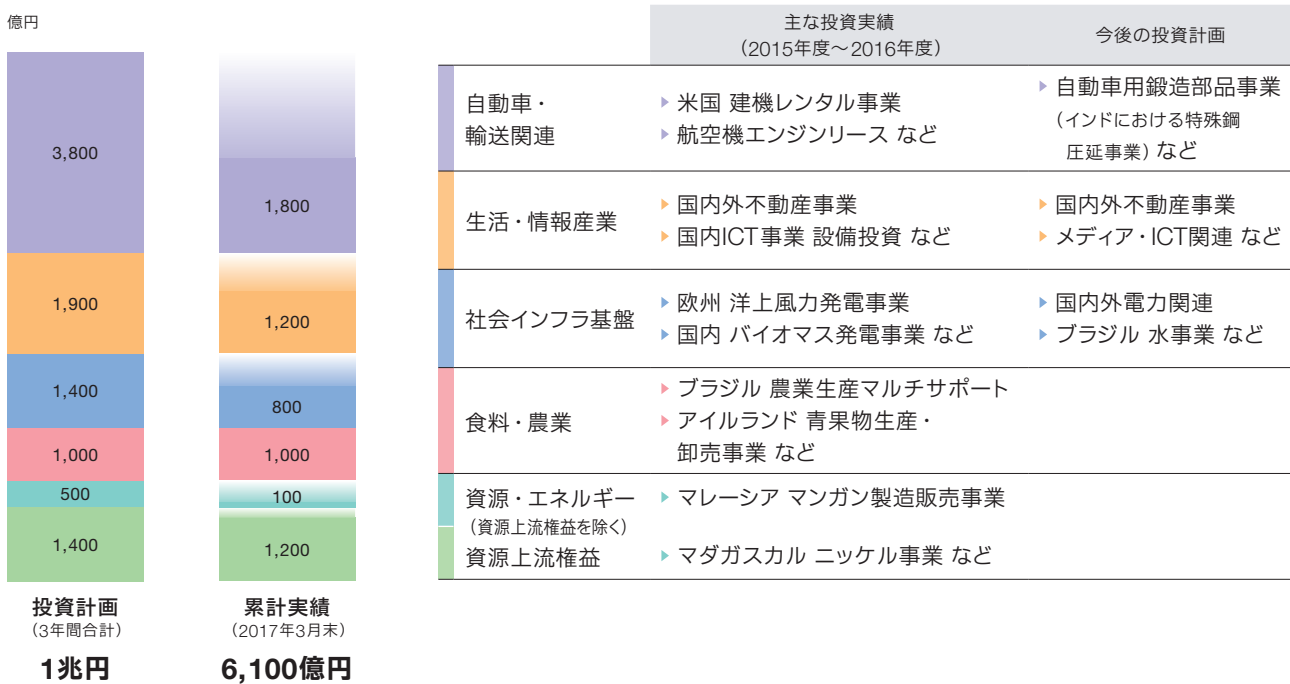 億円
3,800
1,900
1,400
1,000
500
1,400
投資計画
(3年間合計)
1兆円
1,800
1,200
800
1,000
100
1,200
累計実績
(2017年3月末)
6,100億円
主な投資実績
(2015年度～2016年度)
今後の投資計画
自動車・
輸送関連
米国 建機レンタル事業
航空機エンジンリース など
自動車用鍛造部品事業
(インドにおける特殊鋼
圧延事業)など
生活・情報産業
国内外不動産事業
国内ICT事業 設備投資 など
国内外不動産事業
メディア・ICT関連 など
社会インフラ基盤
欧州 洋上風力発電事業
国内 バイオマス発電事業 など
国内外電力関連
ブラジル 水事業 など
食料・農業
ブラジル 農業生産マルチサポート
アイルランド 青果物生産・
卸売事業 など
資源・エネルギー
(資源上流権益を除く)
マレーシア マンガン製造販売事業
資源上流権益
マダガスカル ニッケル事業 など